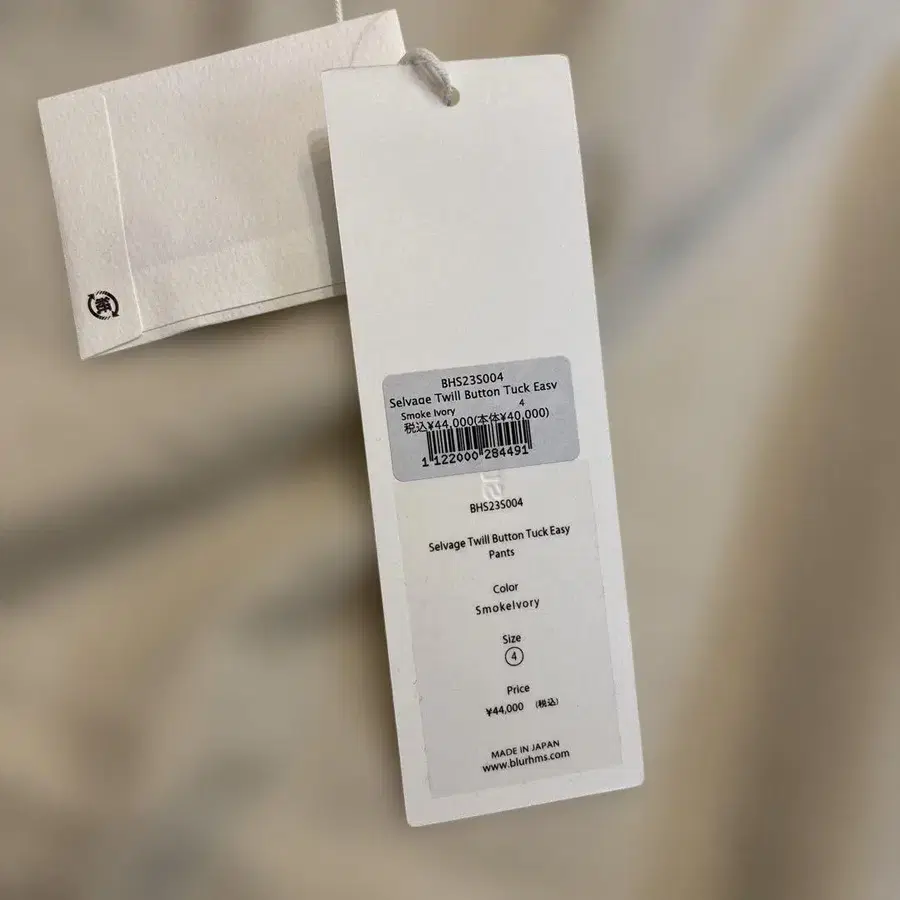 紙
BHS23S004
Selvage Twill Button Tuck Easy
Smoke Ivory 4
税込¥44,000(本体¥40,000)
1 122000 284491
BHS23S004
Selvage Twill Button Tuck Easy
Pants
Color
SmokeIvory
Size
4
Price
¥44,000 (税込)
MADE IN JAPAN
www.blurhms.com